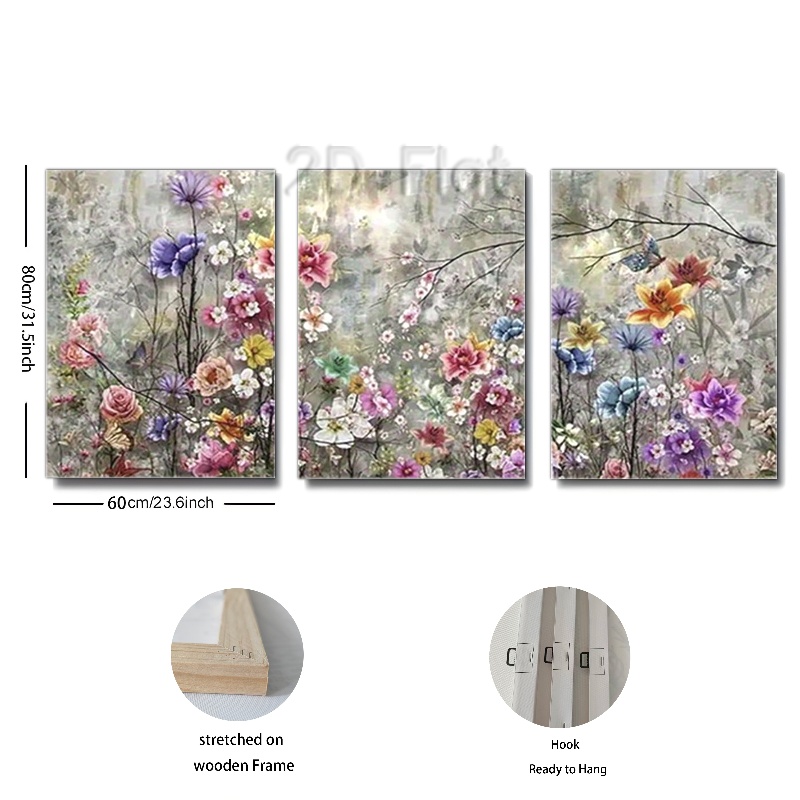 2D Flat
80cm/31.5inch
60cm/23.6inch
stretched on
wooden Frame
Hook
Ready to Hang